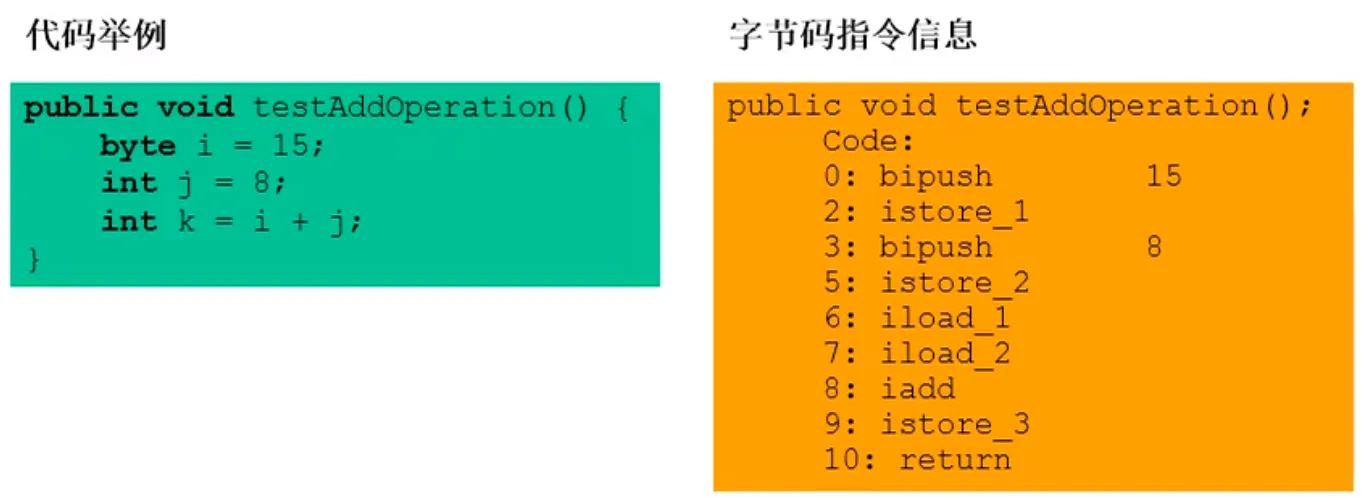 代码举例
public void testAddOperation() {
    byte i = 15;
    int j = 8;
    int k = i + j;
}
字节码指令信息
public void testAddOperation();
    Code:
    0: bipush        15
    2: istore_1
    3: bipush        8
    5: istore_2
    6: iload_1
    7: iload_2
    8: iadd
    9: istore_3
    10: return